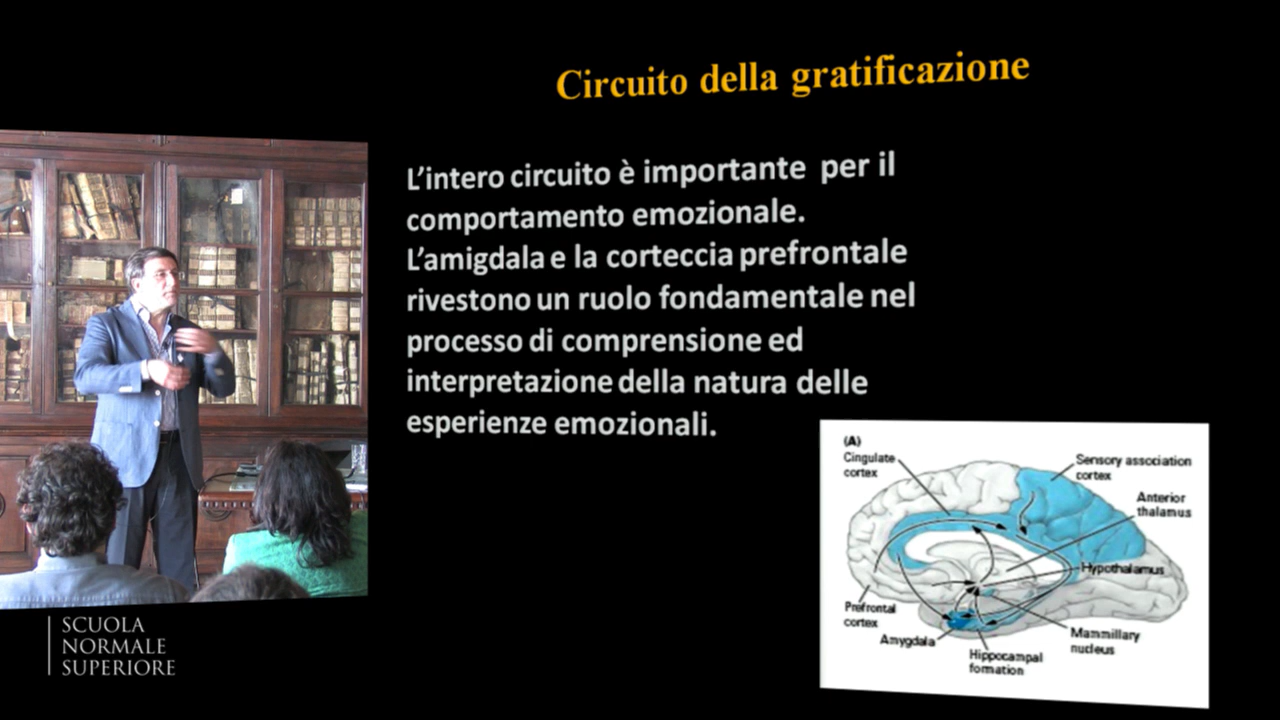 Circuito della gratificazione
L’intero circuito è importante per il
comportamento emozionale.
L’amigdala e la corteccia prefrontale
rivestono un ruolo fondamentale nel
processo di comprensione ed
interpretazione della natura delle
esperienze emozionali.
(A)
Cingulate
cortex
Sensory association
cortex
Anterior
thalamus
Hypothalamus
Prefrontal
cortex
Amygdala
Hippocampal
formation
Mammillary
nucleus
SCUOLA
NORMALE
SUPERIORE